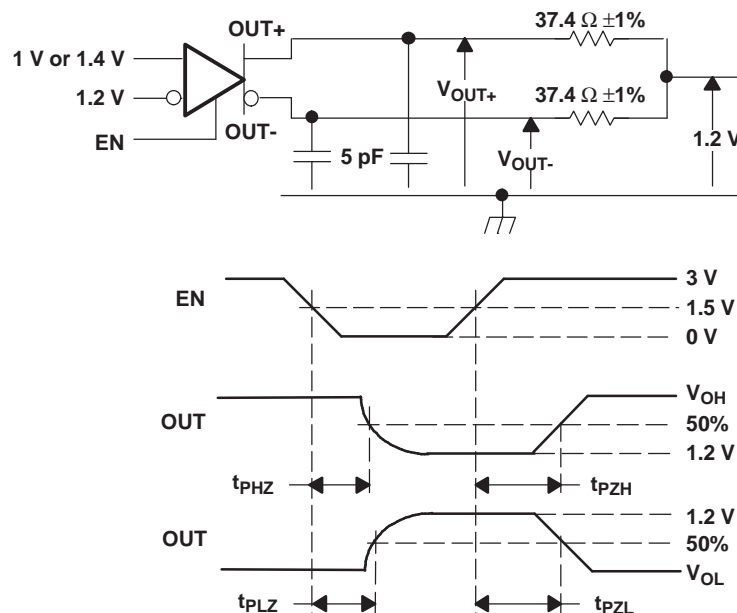 OUT+
37.4 Ω ±1%
1 V or 1.4 V
VOUT+
37.4 Ω ±1%
1.2 V
OUT-
EN
5 pF
VOUT-
1.2 V
EN
3 V
1.5 V
0 V
OUT
VOH
50%
1.2 V
tPHZ
tPZH
OUT
1.2 V
50%
VOL
tPLZ
tPZL